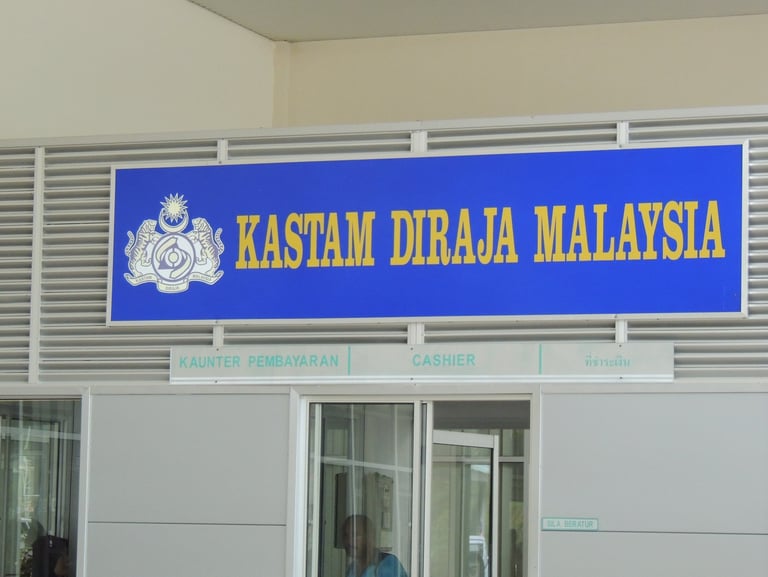 KASTAM DIRAJA MALAYSIA
KAUNTER PEMBAYARAN
CASHIER
ที่ชำระเงิน
SILA BERATUR